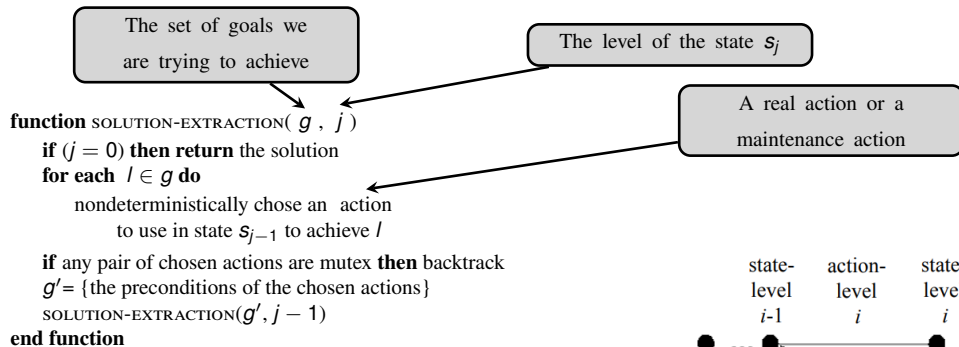 The set of goals we
are trying to achieve
The level of the state s_j
A real action or a
maintenance action
function SOLUTION-EXTRACTION( g , j )
if (j = 0) then return the solution
for each l ∈ g do
nondeterministically chose an action
to use in state s_{j−1} to achieve l
if any pair of chosen actions are mutex then backtrack
g′= {the preconditions of the chosen actions}
SOLUTION-EXTRACTION(g′, j − 1)
end function
state- action- state
level level level
i-1 i i